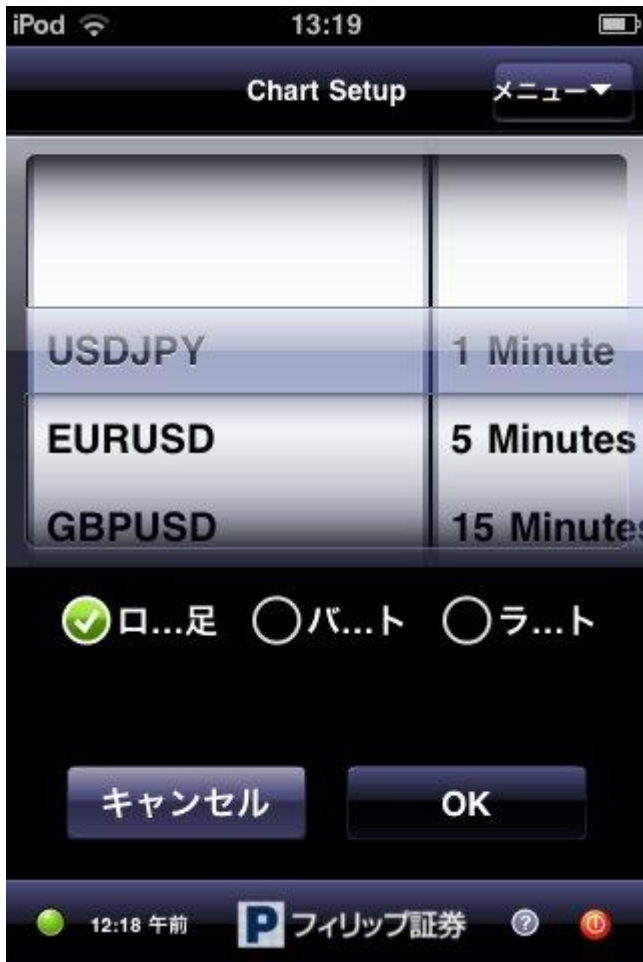 iPod 13:19
Chart Setup メニュー▼
USDJPY 1 Minute
EURUSD 5 Minutes
GBPUSD 15 Minutes
ロ...足 バ...ト ラ...ト
キャンセル OK
12:18 午前 P フィリップ証券 ?